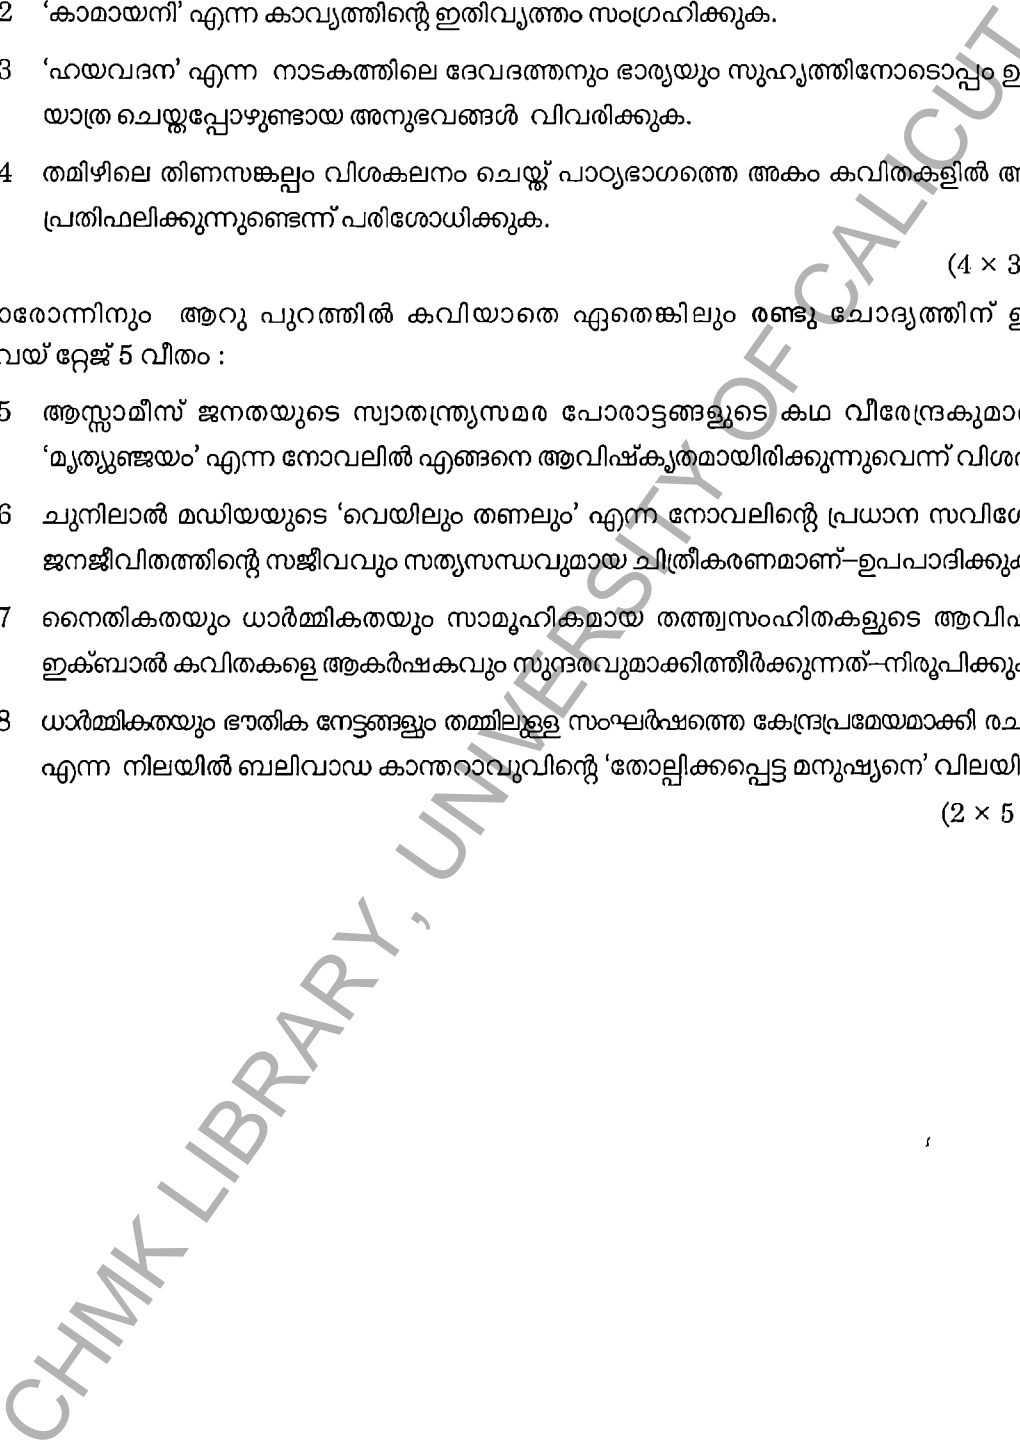 2 ‘കാമായനി’ എന്ന കാവ്യത്തിന്റെ ഇതിവൃത്തം സംഗ്രഹിക്കുക.
3 ‘ഹയവദന’ എന്ന നാടകത്തിലെ ദേവദത്തനും ഭാര്യയും സുഹൃത്തിനോടൊപ്പം
യാത്ര ചെയ്തപ്പോഴുണ്ടായ അനുഭവങ്ങൾ വിവരിക്കുക.
4 തമിഴിലെ തിണസങ്കല്പം വിശകലനം ചെയ്ത് പാഠ്യഭാഗത്തെ അകം കവിതകളിൽ
പ്രതിഫലിക്കുന്നുണ്ടെന്ന് പരിശോധിക്കുക.
(4 × 3
ാരോന്നിനും ആറു പുറത്തിൽ കവിയാതെ ഏതെങ്കിലും രണ്ടു ചോദ്യത്തിന്
വെയ് റ്റേജ് 5 വീതം :
5 ആസ്സാമീസ് ജനതയുടെ സ്വാതന്ത്ര്യസമര പോരാട്ടങ്ങളുടെ കഥ വീരേന്ദ്രകുമാ
‘മൃത്യുഞ്ജയം’ എന്ന നോവലിൽ എങ്ങനെ ആവിഷ്കൃതമായിരിക്കുന്നുവെന്ന് വിശ
6 ചുനിലാൽ മഡിയയുടെ ‘വെയിലും തണലും’ എന്ന നോവലിന്റെ പ്രധാന സവിശേ
ജനജീവിതത്തിന്റെ സജീവവും സത്യസന്ധവുമായ ചിത്രീകരണമാണ്–ഉപപാദിക്കുക
7 നൈതികതയും ധാർമ്മികതയും സാമൂഹികമായ തത്ത്വസംഹിതകളുടെ ആവിഷ
ഇക്ബാൽ കവിതകളെ ആകർഷകവും സുന്ദരവുമാക്കിത്തീർക്കുന്നത്–നിരൂപിക്കുക
8 ധാർമ്മികതയും ഭൗതിക നേട്ടങ്ങളും തമ്മിലുള്ള സംഘർഷത്തെ കേന്ദ്രപ്രമേയമാക്കി രച
എന്ന നിലയിൽ ബലിവാഡ കാന്തറാവുവിന്റെ ‘തോല്പിക്കപ്പെട്ട മനുഷ്യനെ’ വിലയി
(2 × 5
CHMK LIBRARY, UNIVERSITY OF CALICUT